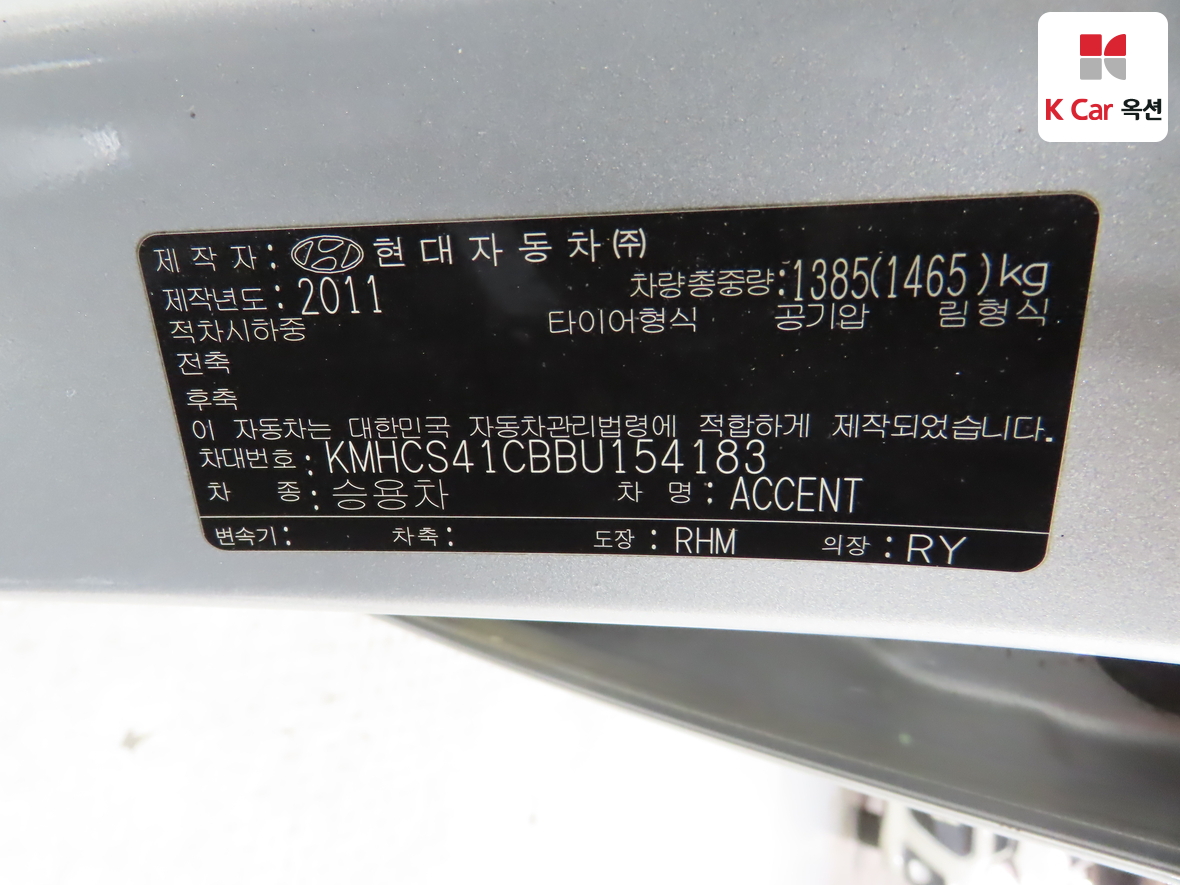 K Car 옥션
제 작 자 : 현 대 자 동 차 ㈜
제작년도 : 2011 차량총중량:1385(1465)kg
적차시하중 타이어형식 공기압 림형식
전축
후축
이 자동차는 대한민국 자동차관리법령에 적합하게 제작되었습니다.
차대번호 : KMHCS41CBBU154183
차 종 : 승용차 차 명 : ACCENT
변속기 : 차축 : 도장 : RHM 의장 : RY